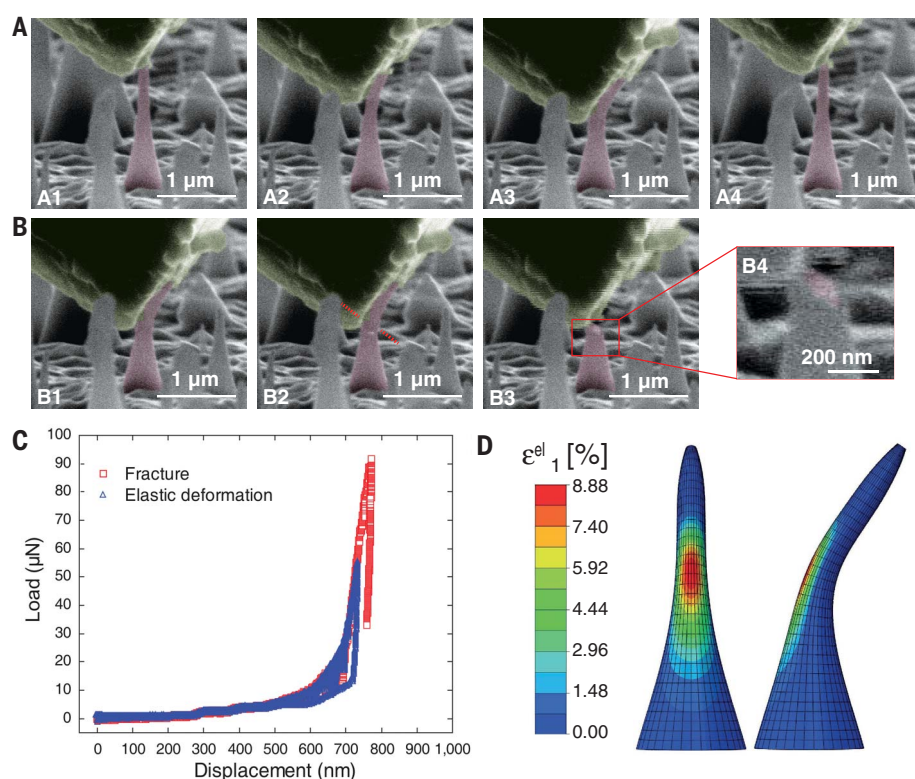 A
A1
1 µm
A2
1 µm
A3
1 µm
A4
1 µm
B
B1
1 µm
B2
1 µm
B3
B4
200 nm
C
100
90
80
70
60
50
40
30
20
10
0
Load (µN)
Fracture
Elastic deformation
0 100 200 300 400 500 600 700 800 900 1,000
Displacement (nm)
D
εel1 [%]
8.88
7.40
5.92
4.44
2.96
1.48
0.00